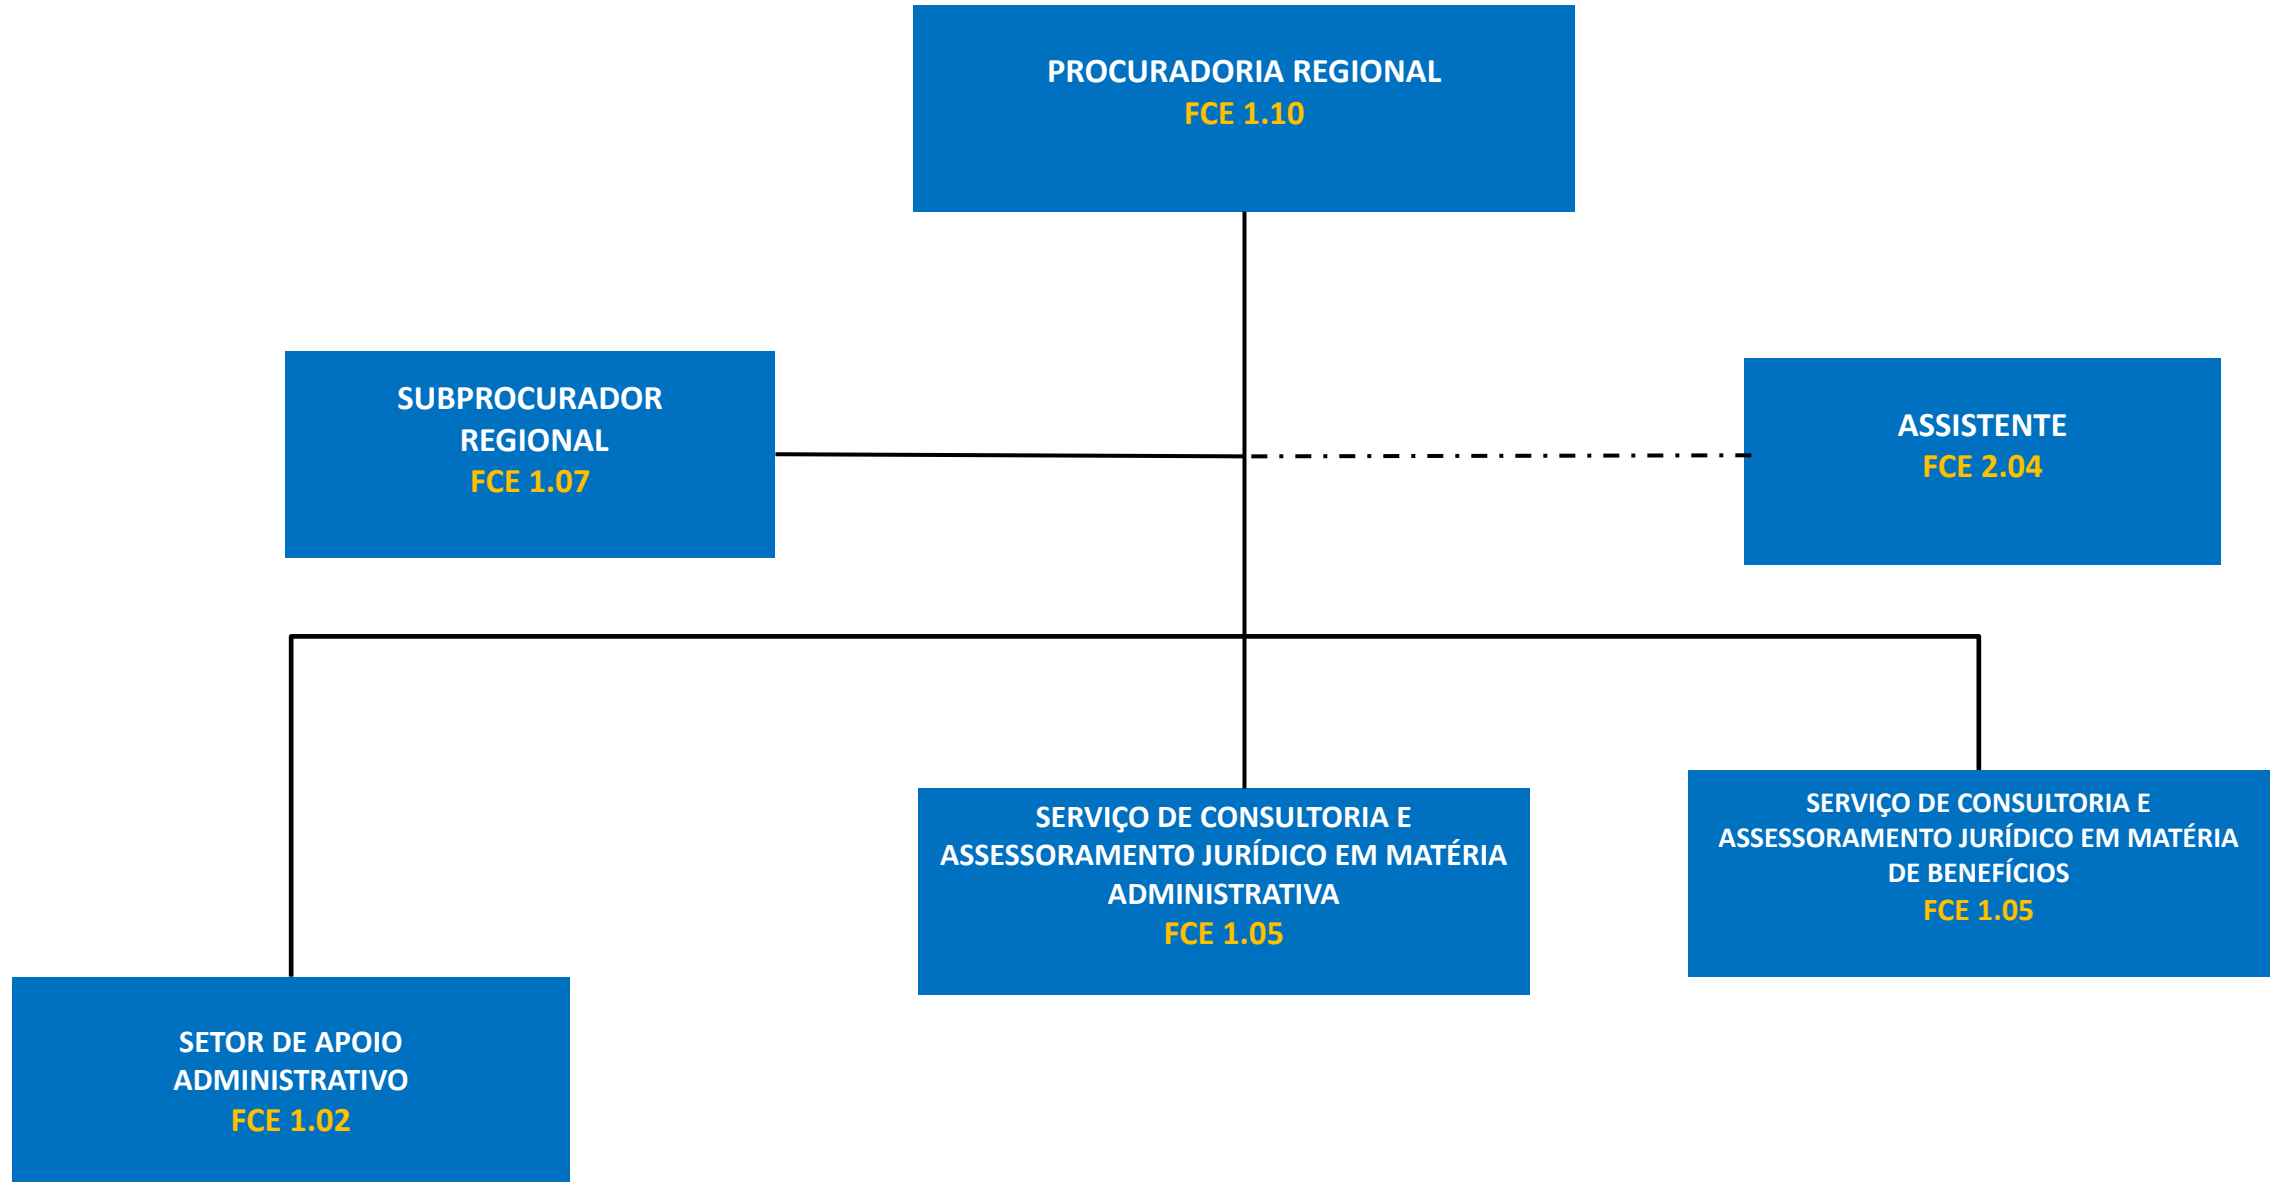 PROCURADORIA REGIONAL
FCE 1.10
SUBPROCURADOR
REGIONAL
FCE 1.07
ASSISTENTE
FCE 2.04
SERVIÇO DE CONSULTORIA E
ASSESSORAMENTO JURÍDICO EM MATÉRIA
ADMINISTRATIVA
FCE 1.05
SERVIÇO DE CONSULTORIA E
ASSESSORAMENTO JURÍDICO EM MATÉRIA
DE BENEFÍCIOS
FCE 1.05
SETOR DE APOIO
ADMINISTRATIVO
FCE 1.02